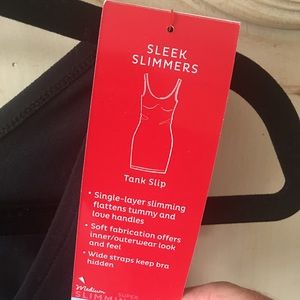 SLEEK
SLIMMERS
Tank Slip
• Single-layer slimming
flattens tummy and
love handles
• Soft fabrication offers
inner/outerwear look
and feel
• Wide straps keep bra
hidden
Medium
SUPER